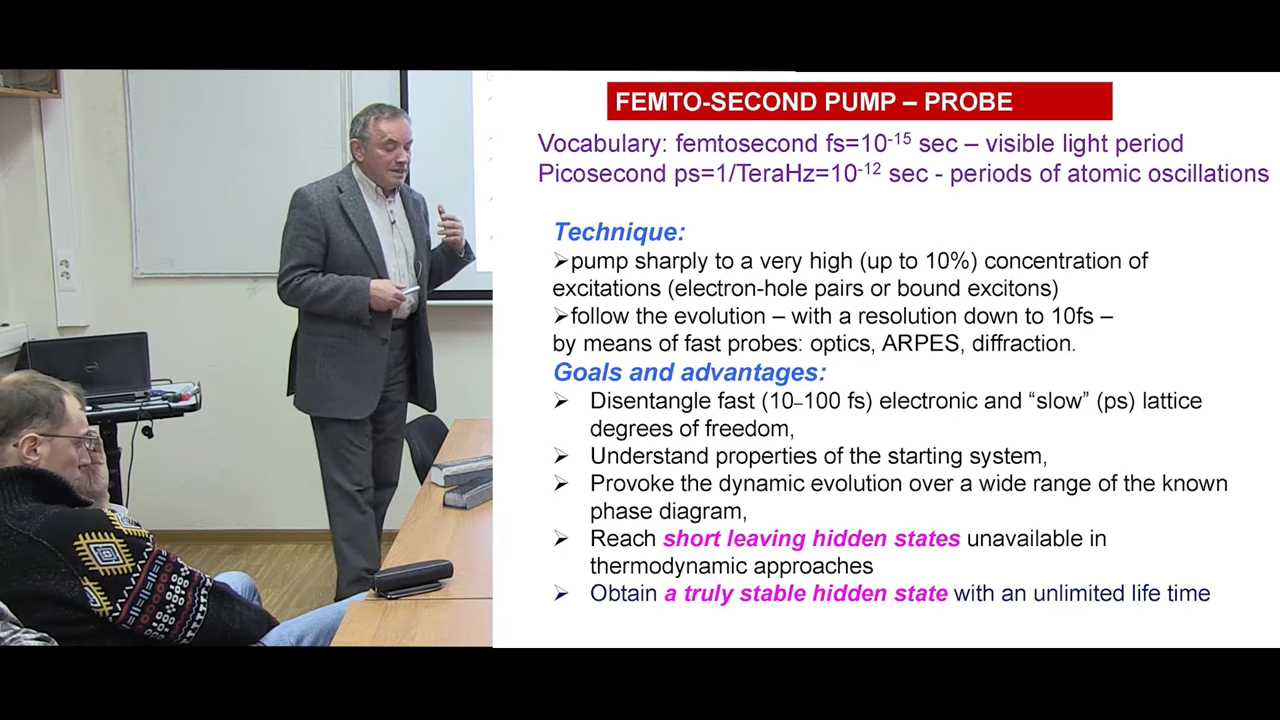 FEMTO-SECOND PUMP – PROBE
Vocabulary: femtosecond fs=10⁻¹⁵ sec – visible light period
Picosecond ps=1/TeraHz=10⁻¹² sec - periods of atomic oscillations
Technique:
➢pump sharply to a very high (up to 10%) concentration of
excitations (electron-hole pairs or bound excitons)
➢follow the evolution – with a resolution down to 10fs –
by means of fast probes: optics, ARPES, diffraction.
Goals and advantages:
➢ Disentangle fast (10–100 fs) electronic and “slow” (ps) lattice
degrees of freedom,
➢ Understand properties of the starting system,
➢ Provoke the dynamic evolution over a wide range of the known
phase diagram,
➢ Reach short leaving hidden states unavailable in
thermodynamic approaches
➢ Obtain a truly stable hidden state with an unlimited life time